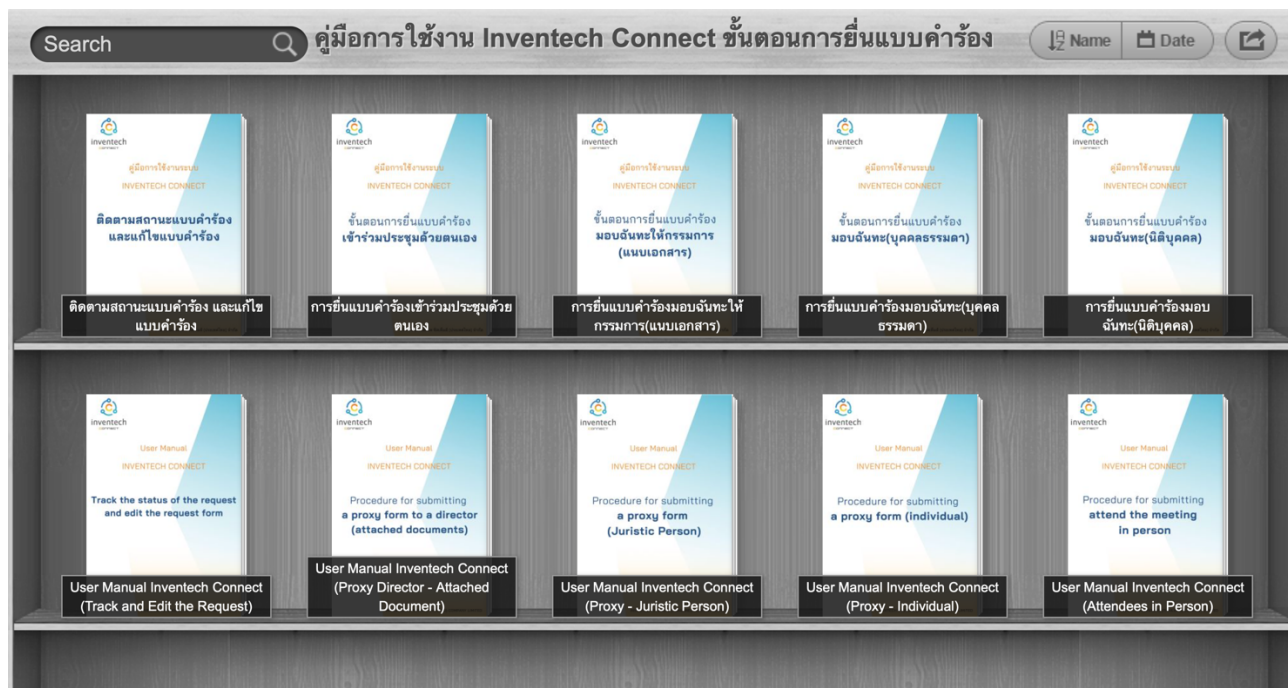 Search
คู่มือการใช้งาน Inventech Connect ขั้นตอนการยื่นแบบคำร้อง
Name
Date
inventech
CONNECT
คู่มือการใช้งานระบบ
INVENTECH CONNECT
ติดตามสถานะแบบคำร้อง
และแก้ไขแบบคำร้อง
ติดตามสถานะแบบคำร้อง และแก้ไข
แบบคำร้อง
inventech
CONNECT
คู่มือการใช้งานระบบ
INVENTECH CONNECT
ขั้นตอนการยื่นแบบคำร้อง
เข้าร่วมประชุมด้วยตนเอง
การยื่นแบบคำร้องเข้าร่วมประชุมด้วย
ตนเอง
inventech
CONNECT
คู่มือการใช้งานระบบ
INVENTECH CONNECT
ขั้นตอนการยื่นแบบคำร้อง
มอบฉันทะให้กรรมการ
(แนบเอกสาร)
การยื่นแบบคำร้องมอบฉันทะให้
กรรมการ(แนบเอกสาร)
inventech
CONNECT
คู่มือการใช้งานระบบ
INVENTECH CONNECT
ขั้นตอนการยื่นแบบคำร้อง
มอบฉันทะ(บุคคลธรรมดา)
การยื่นแบบคำร้องมอบฉันทะ(บุคคล
ธรรมดา)
inventech
CONNECT
คู่มือการใช้งานระบบ
INVENTECH CONNECT
ขั้นตอนการยื่นแบบคำร้อง
มอบฉันทะ(นิติบุคคล)
การยื่นแบบคำร้องมอบ
ฉันทะ(นิติบุคคล)
inventech
CONNECT
User Manual
INVENTECH CONNECT
Track the status of the request
and edit the request form
User Manual Inventech Connect
(Track and Edit the Request)
inventech
CONNECT
User Manual
INVENTECH CONNECT
Procedure for submitting
a proxy form to a director
(attached documents)
User Manual Inventech Connect
(Proxy Director - Attached
Document)
inventech
CONNECT
User Manual
INVENTECH CONNECT
Procedure for submitting
a proxy form
(Juristic Person)
User Manual Inventech Connect
(Proxy - Juristic Person)
inventech
CONNECT
User Manual
INVENTECH CONNECT
Procedure for submitting
a proxy form (individual)
User Manual Inventech Connect
(Proxy - Individual)
inventech
CONNECT
User Manual
INVENTECH CONNECT
Procedure for submitting
attend the meeting
in person
User Manual Inventech Connect
(Attendees in Person)